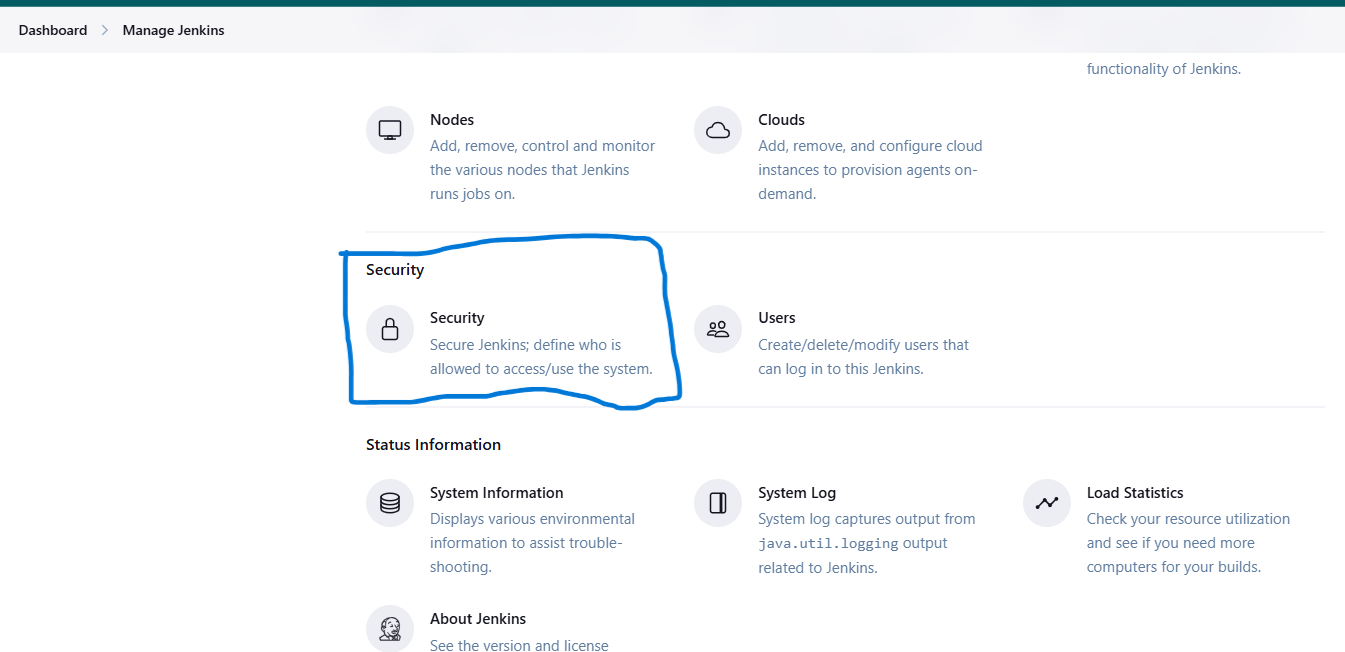 Dashboard > Manage Jenkins
functionality of Jenkins.
Nodes
Add, remove, control and monitor
the various nodes that Jenkins
runs jobs on.
Clouds
Add, remove, and configure cloud
instances to provision agents on-
demand.
Security
Security
Secure Jenkins; define who is
allowed to access/use the system.
Users
Create/delete/modify users that
can log in to this Jenkins.
Status Information
System Information
Displays various environmental
information to assist trouble-
shooting.
System Log
System log captures output from
java.util.logging output
related to Jenkins.
Load Statistics
Check your resource utilization
and see if you need more
computers for your builds.
About Jenkins
See the version and license